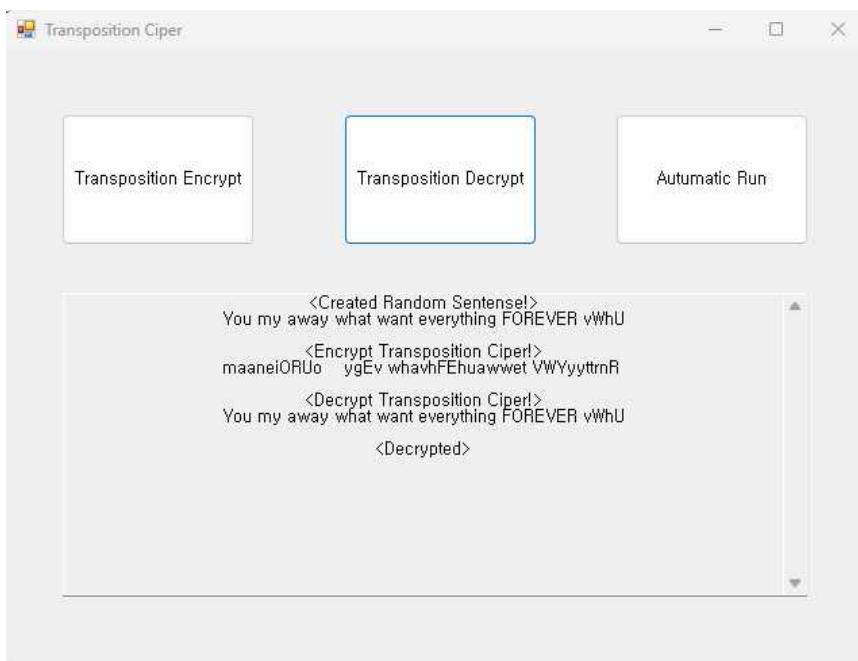 Transposition Ciper
Transposition Encrypt
Transposition Decrypt
Autumatic Run
<Created Random Sentense!>
You my away what want everything FOREVER vWhU
<Encrypt Transposition Ciper!>
maaneiORUo    ygEv whavhFEhuawwet VWYyyttrnR
<Decrypt Transposition Ciper!>
You my away what want everything FOREVER vWhU
<Decrypted>